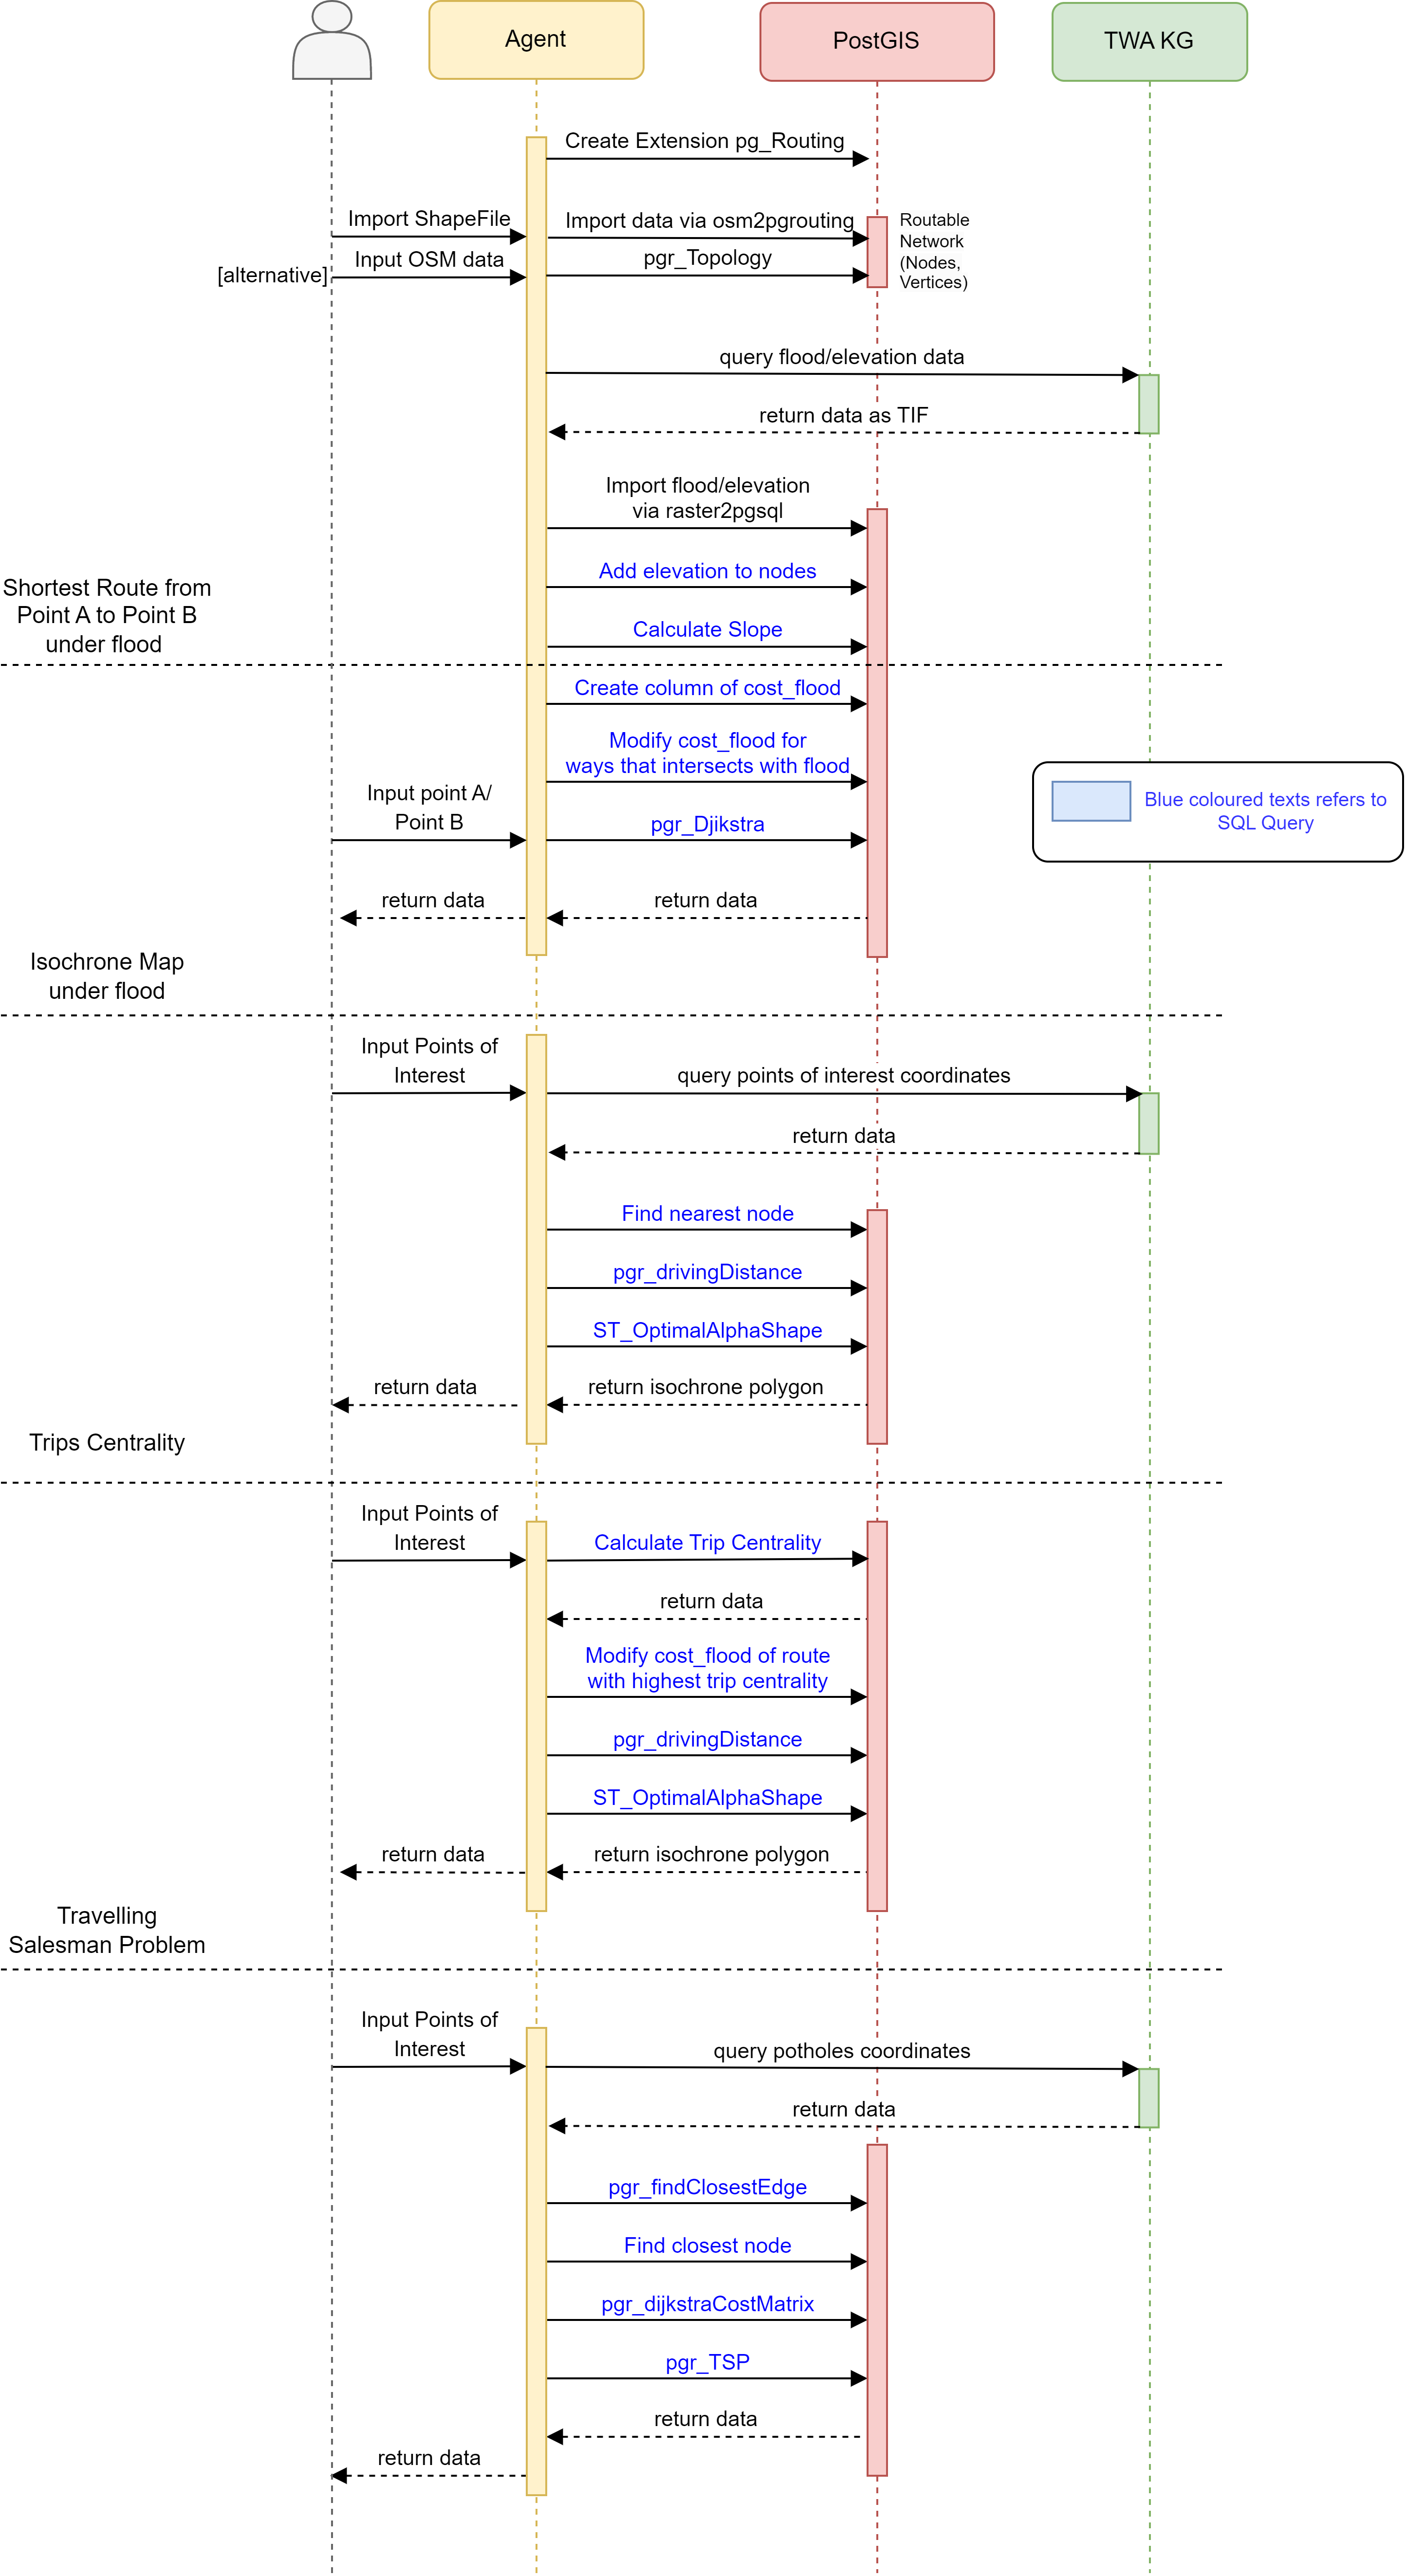 Agent
PostGIS
TWA KG
Create Extension pg_Routing
Import ShapeFile
Import data via osm2pgrouting
Routable
Network
(Nodes,
Vertices)
[alternative]
Input OSM data
pgr_Topology
query flood/elevation data
return data as TIF
Import flood/elevation
via raster2pgsql
Add elevation to nodes
Shortest Route from
Point A to Point B
under flood
Calculate Slope
Create column of cost_flood
Modify cost_flood for
ways that intersects with flood
Blue coloured texts refers to
SQL Query
Input point A/
Point B
pgr_Djikstra
return data
return data
Isochrone Map
under flood
Input Points of
Interest
query points of interest coordinates
return data
Find nearest node
pgr_drivingDistance
ST_OptimalAlphaShape
return data
return isochrone polygon
Trips Centrality
Input Points of
Interest
Calculate Trip Centrality
return data
Modify cost_flood of route
with highest trip centrality
pgr_drivingDistance
ST_OptimalAlphaShape
return data
return isochrone polygon
Travelling
Salesman Problem
Input Points of
Interest
query potholes coordinates
return data
pgr_findClosestEdge
Find closest node
pgr_dijkstraCostMatrix
pgr_TSP
return data
return data